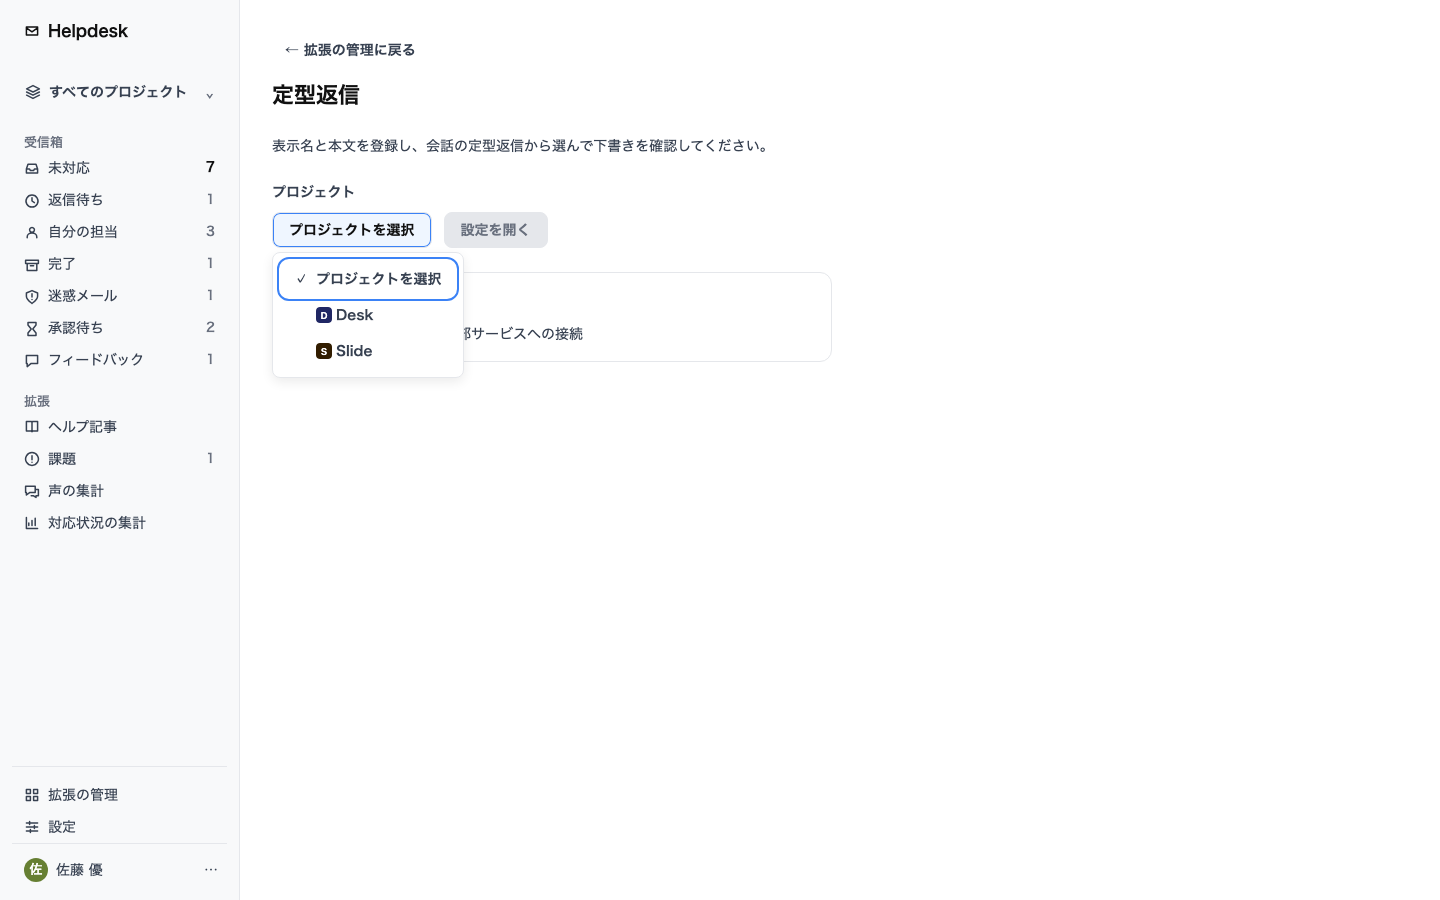 Helpdesk
すべてのプロジェクト
受信箱
未対応 7
返信待ち 1
自分の担当 3
完了 1
迷惑メール 1
承認待ち 2
フィードバック 1
拡張
ヘルプ記事
課題 1
声の集計
対応状況の集計
拡張の管理
設定
佐 佐藤 優 ...
← 拡張の管理に戻る
定型返信
表示名と本文を登録し、会話の定型返信から選んで下書きを確認してください。
プロジェクト
プロジェクトを選択 設定を開く
✓ プロジェクトを選択
D Desk
S Slide
サービスへの接続